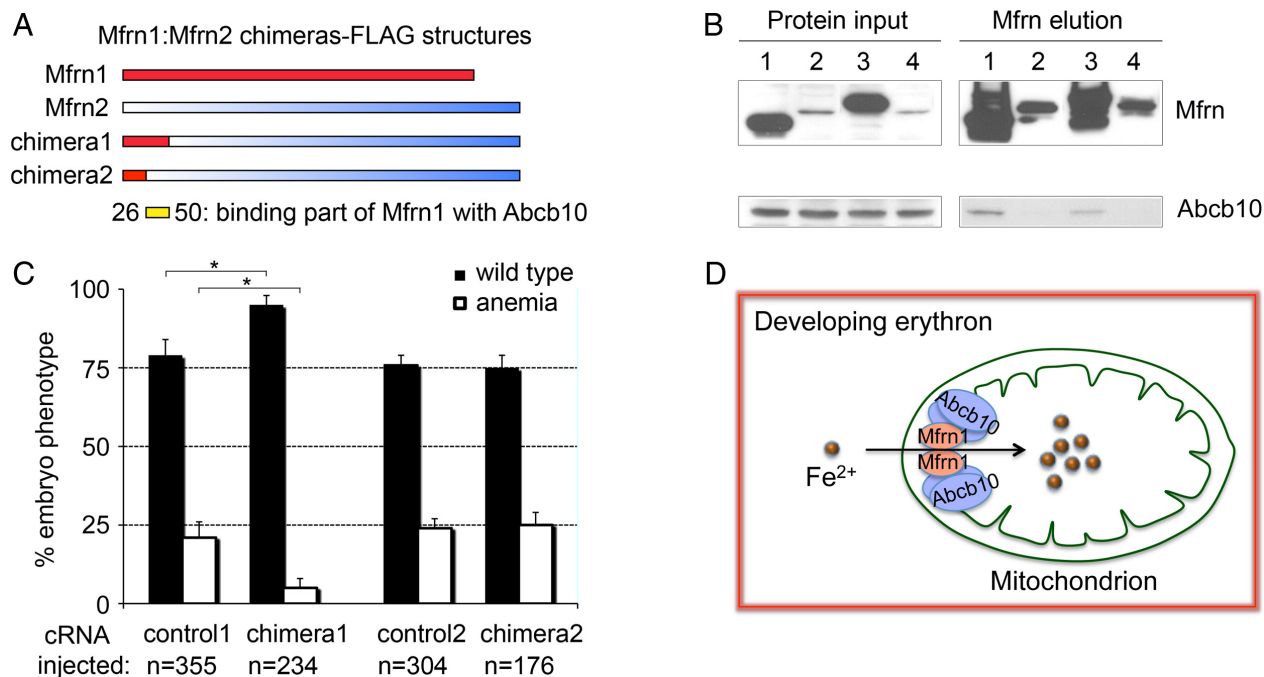 A
Mfrn1:Mfrn2 chimeras-FLAG structures
Mfrn1
Mfrn2
chimera1
chimera2
26 50: binding part of Mfrn1 with Abcb10
B
Protein input Mfrn elution
1 2 3 4 1 2 3 4
Mfrn
Abcb10
C
* *
wild type
anemia
% embryo phenotype
100
75
50
25
0
cRNA injected:
control1 chimera1 control2 chimera2
n=355 n=234 n=304 n=176
D
Developing erythron
Abcb10
Mfrn1
Mfrn1
Abcb10
Fe2+
Mitochondrion